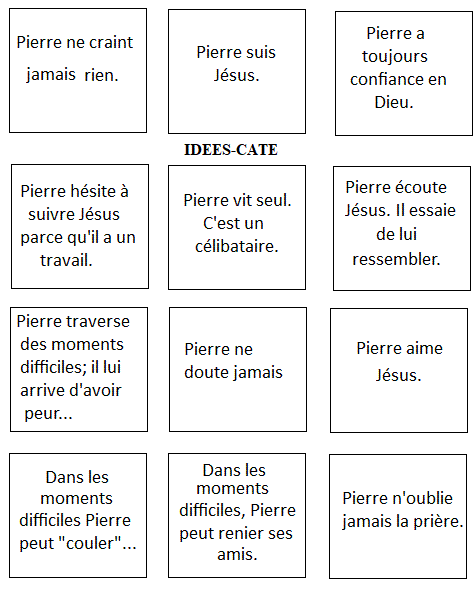 Pierre ne craint
jamais rien.
Pierre suis
Jésus.
Pierre a
toujours
confiance en
Dieu.
IDEES-CATE
Pierre hésite à
suivre Jésus
parce qu'il a un
travail.
Pierre vit seul.
C'est un
célibataire.
Pierre écoute
Jésus. Il essaie
de lui
ressembler.
Pierre traverse
des moments
difficiles; il lui
arrive d'avoir
peur...
Pierre ne
doute jamais
Pierre aime
Jésus.
Dans les
moments
difficiles Pierre
peut "couler"...
Dans les
moments
difficiles, Pierre
peut renier ses
amis.
Pierre n'oublie
jamais la prière.